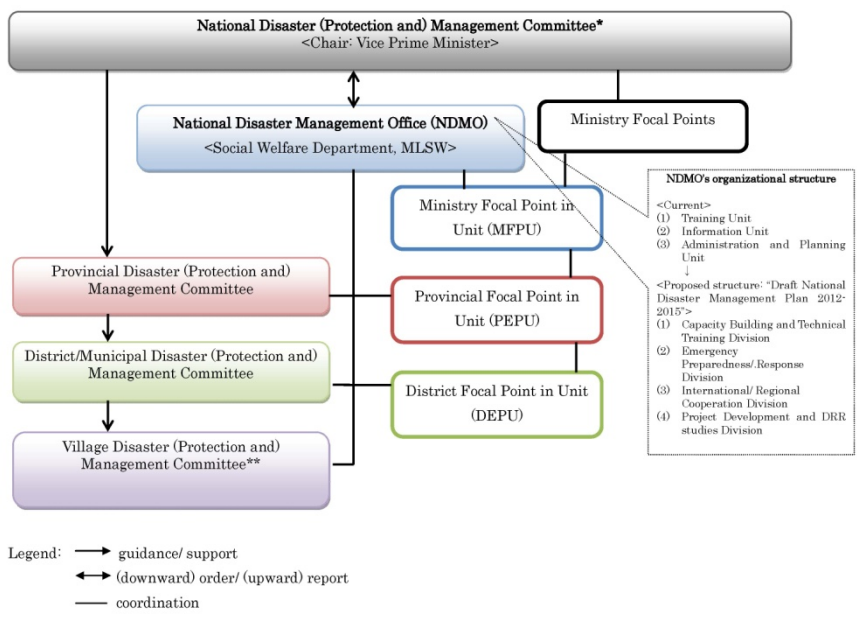 National Disaster (Protection and) Management Committee*
<Chair: Vice Prime Minister>
National Disaster Management Office (NDMO)
<Social Welfare Department, MLSW>
Ministry Focal Points
Ministry Focal Point in
Unit (MFPU)
Provincial Disaster (Protection and)
Management Committee
Provincial Focal Point in
Unit (PEPU)
District/Municipal Disaster (Protection and)
Management Committee
District Focal Point in Unit
(DEPU)
Village Disaster (Protection and)
Management Committee**
NDMO's organizational structure
<Current>
(1) Training Unit
(2) Information Unit
(3) Administration and Planning
Unit
↓
<Proposed structure: “Draft National
Disaster Management Plan 2012-
2015”>
(1) Capacity Building and Technical
Training Division
(2) Emergency
Preparedness/.Response
Division
(3) International/ Regional
Cooperation Division
(4) Project Development and DRR
studies Division
Legend:
guidance/ support
(downward) order/ (upward) report
coordination